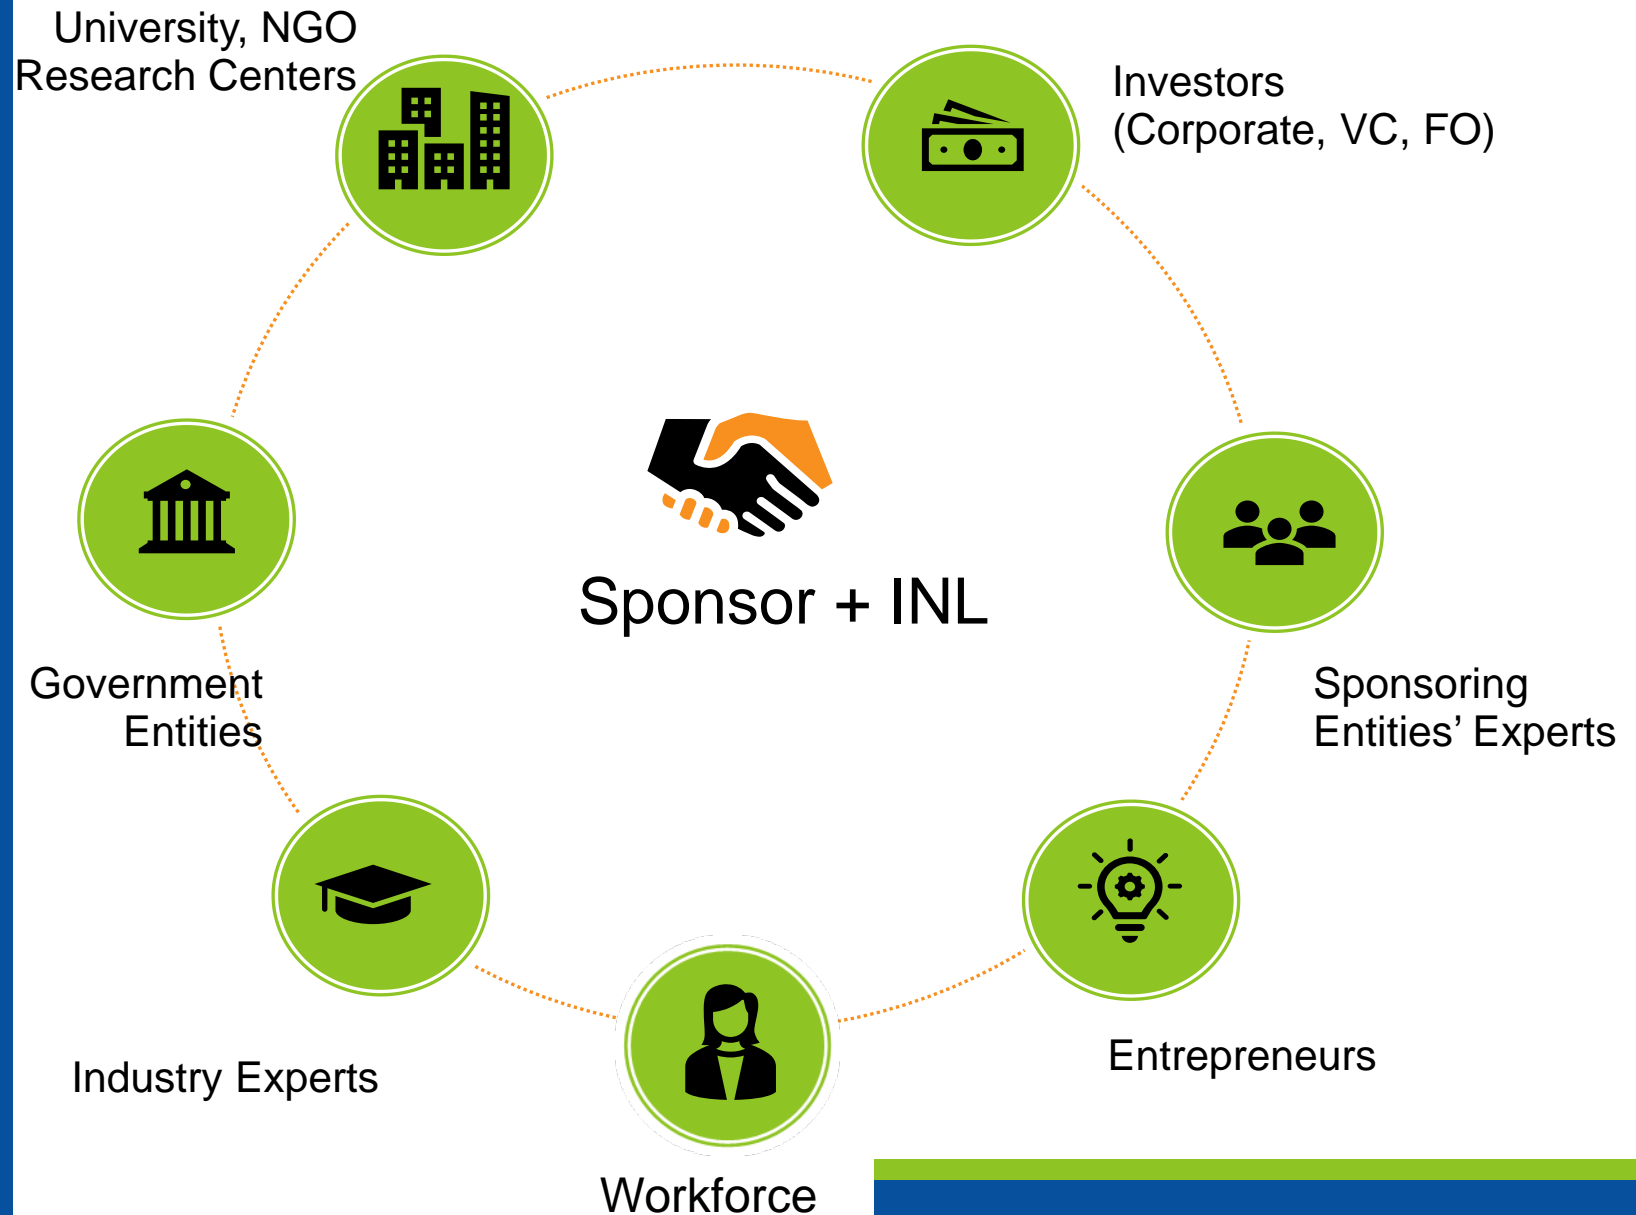 University, NGO
Research Centers
Investors
(Corporate, VC, FO)
Sponsor + INL
Government
Entities
Sponsoring
Entities’ Experts
Industry Experts
Entrepreneurs
Workforce